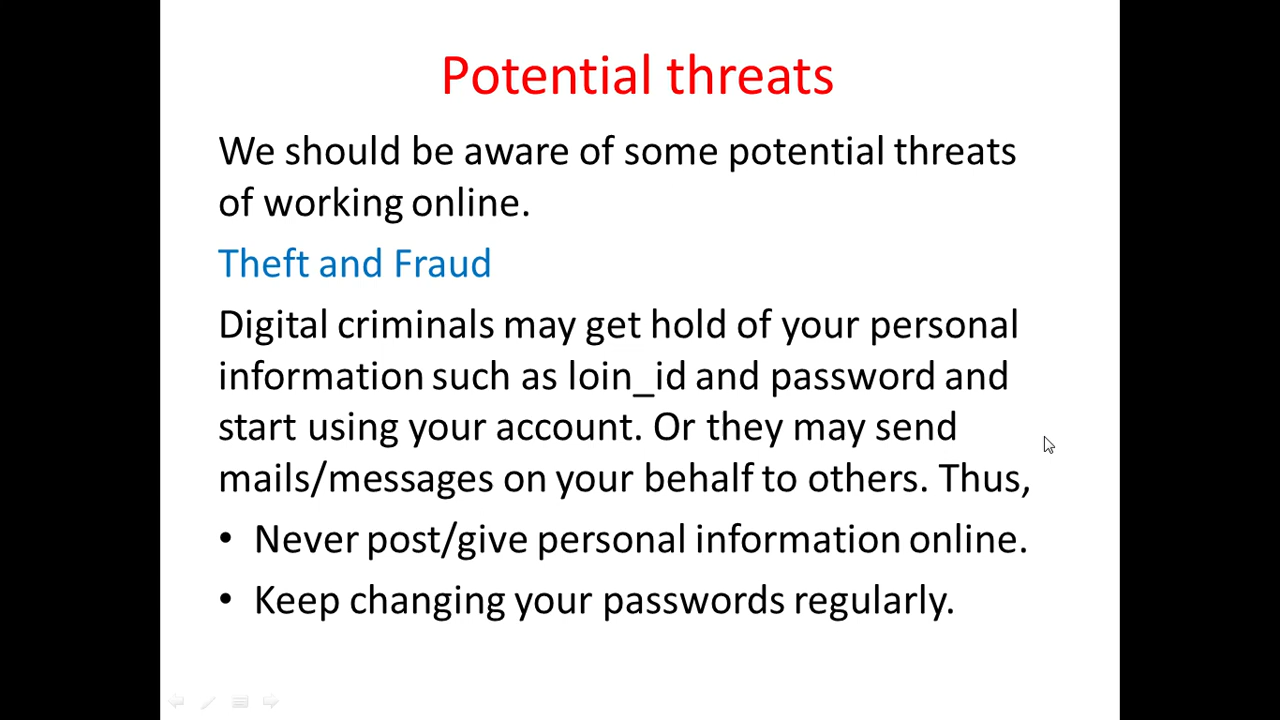 Potential threats
We should be aware of some potential threats
of working online.
Theft and Fraud
Digital criminals may get hold of your personal
information such as loin_id and password and
start using your account. Or they may send
mails/messages on your behalf to others. Thus,
• Never post/give personal information online.
• Keep changing your passwords regularly.